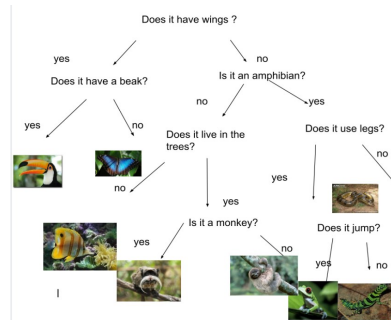 Does it have wings ?
yes
no
Does it have a beak?
Is it an amphibian?
no
yes
yes
no
Does it live in the
trees?
Does it use legs?
no
no
yes
yes
Is it a monkey?
Does it jump?
yes
no
yes
no